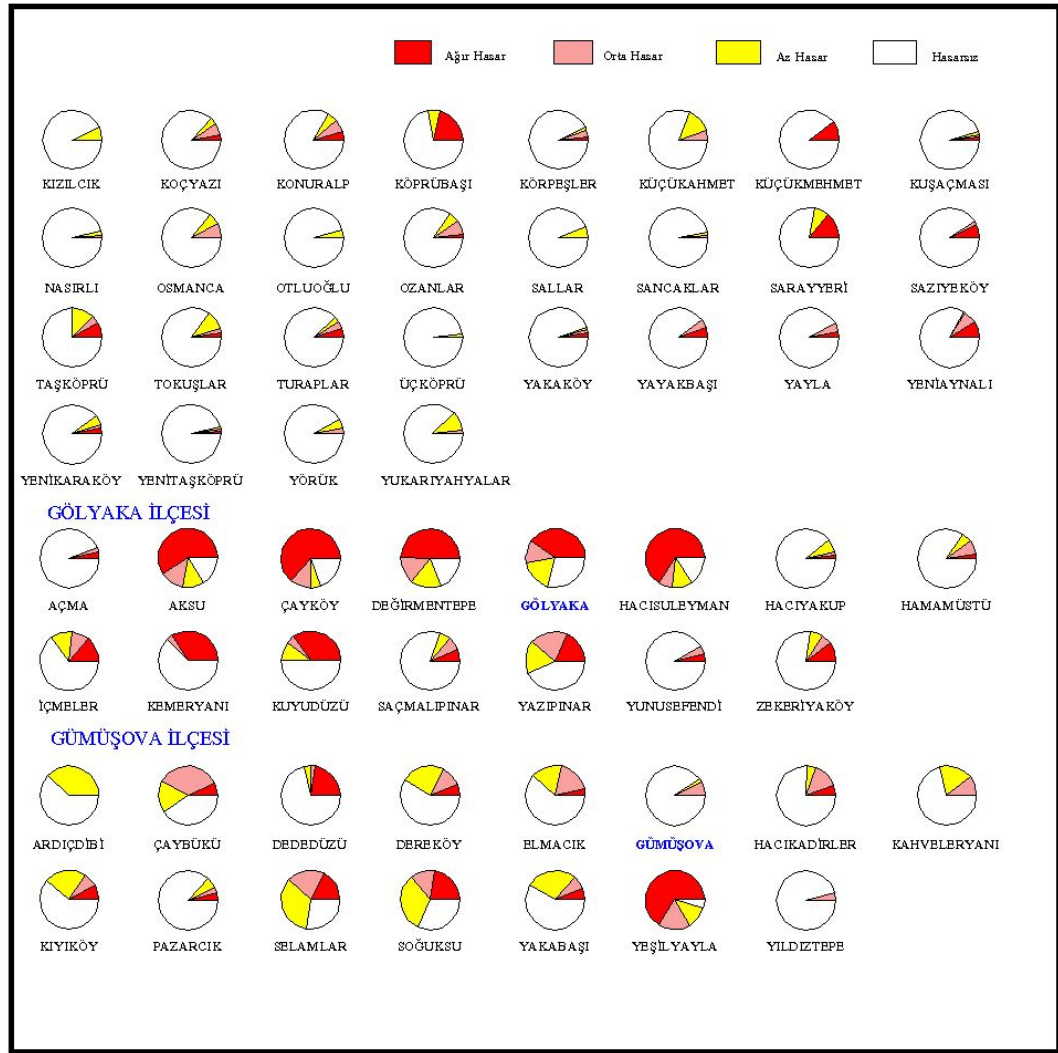 Ağır Hasar Orta Hasar Az Hasar Hasarsız
KIZILCIK KOÇYAZI KONURALP KÖPRÜBAŞI KÖRPEŞLER KÜÇÜKAHMET KÜÇÜKMEHMET KUŞAÇMASI
NASIRLI OSMANCA OTLUOĞLU OZANLAR SALLAR SANCAKLAR SARAYYERİ SAZIYEKÖY
TAŞKÖPRÜ TOKUŞLAR TURAPLAR ÜÇKÖPRÜ YAKAKÖY YAYAKBAŞI YAYLA YENİAYNALI
YENİKARAKÖY YENİTAŞKÖPRÜ YÖRÜK YUKARIYAHYALAR
GÖLYAKA İLÇESİ
AÇMA AKSU ÇAYKÖY DEĞİRMENTEPE GÖLYAKA HACISULEYMAN HACIYAKUP HAMAMÜSTÜ
İÇMELER KEMERYANI KUYUDÜZÜ SAÇMALIPINAR YAZIPINAR YUNUSEFENDİ ZEKERİYAKÖY
GÜMÜŞOVA İLÇESİ
ARDIÇDİBİ ÇAYBÜKÜ DEDEDÜZÜ DEREKÖY ELMACIK GÜMÜŞOVA HACIKADİRLER KAHVELERYANI
KIYIKÖY PAZARCIK SELAMLAR SOĞUKSU YAKABAŞI YEŞİLYAYLA YILDIZTEPE